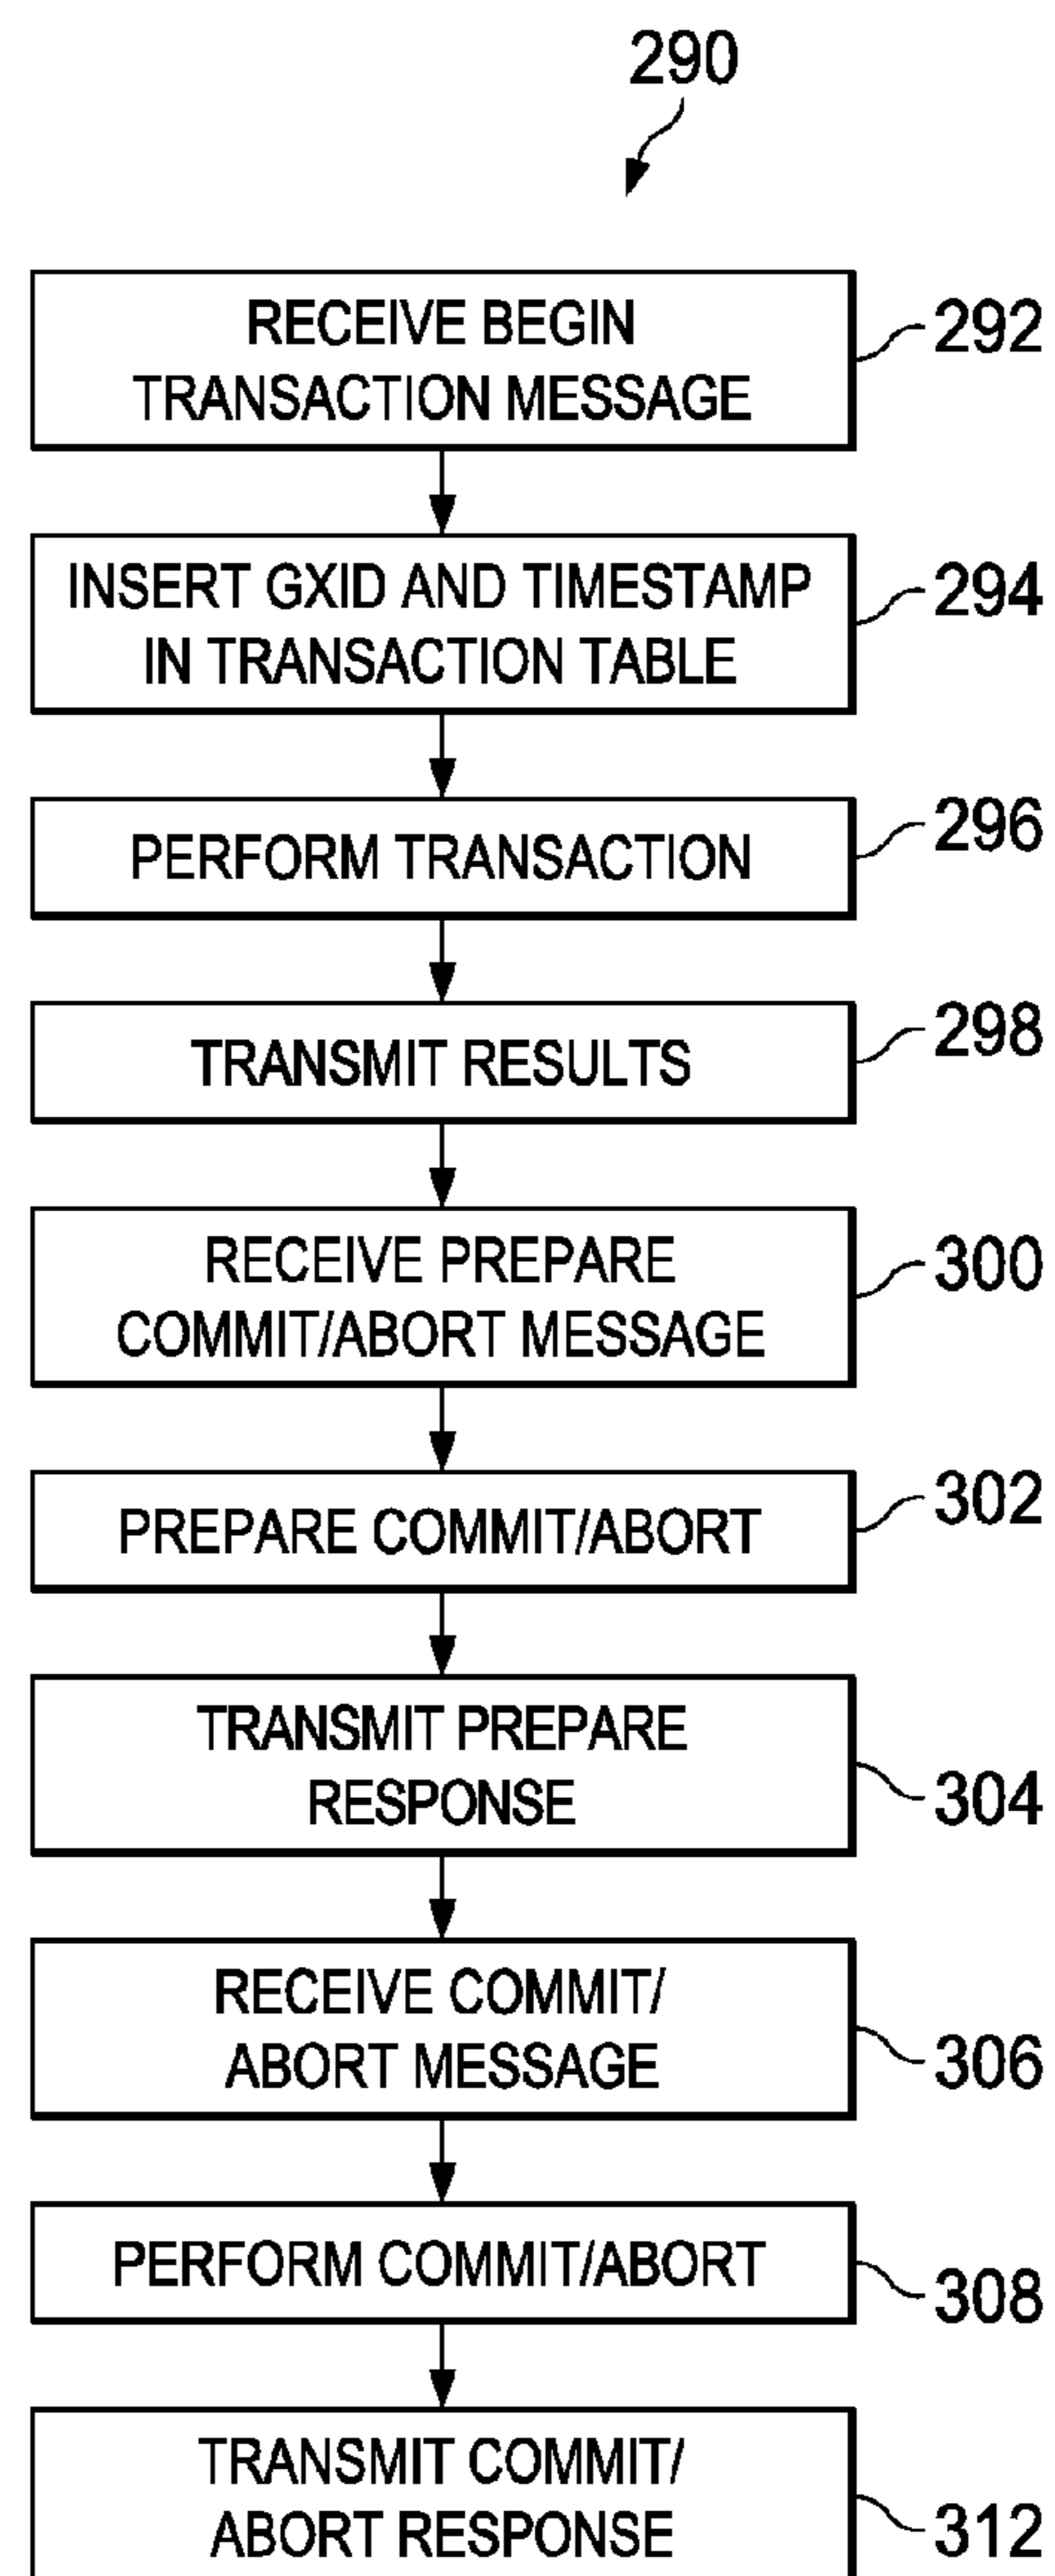 290
RECEIVE BEGIN
TRANSACTION MESSAGE
292
INSERT GXID AND TIMESTAMP
IN TRANSACTION TABLE
294
PERFORM TRANSACTION
296
TRANSMIT RESULTS
298
RECEIVE PREPARE
COMMIT/ABORT MESSAGE
300
PREPARE COMMIT/ABORT
302
TRANSMIT PREPARE
RESPONSE
304
RECEIVE COMMIT/
ABORT MESSAGE
306
PERFORM COMMIT/ABORT
308
TRANSMIT COMMIT/
ABORT RESPONSE
312